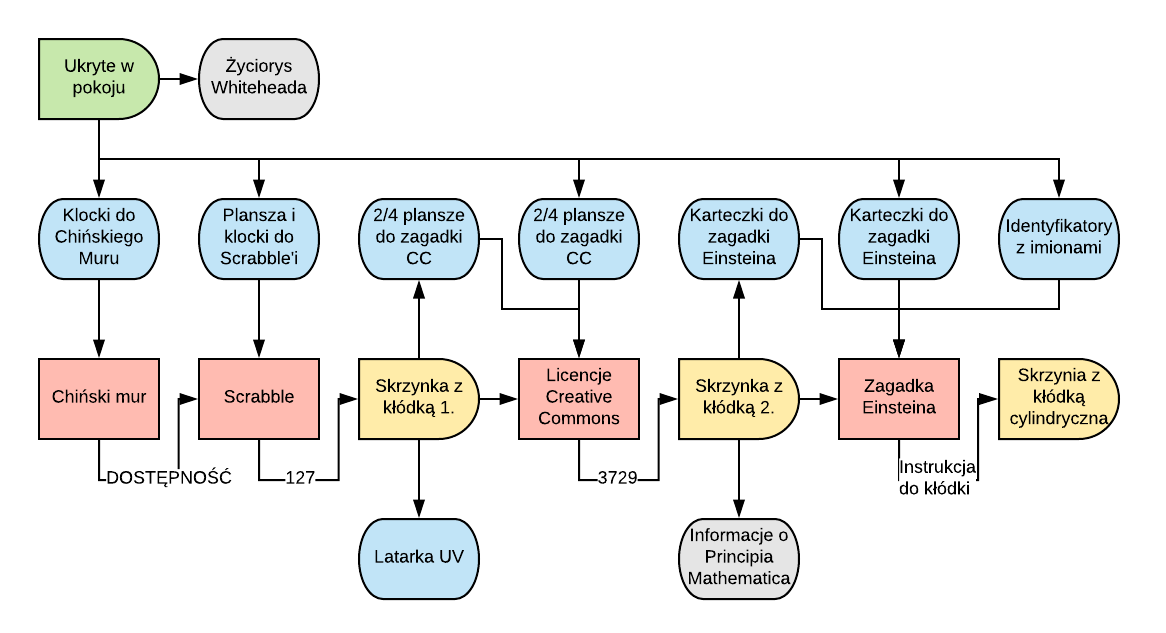 Ukryte w
pokoju
Życiorys
Whiteheada
Klocki do
Chińskiego
Muru
Plansza i
klocki do
Scrabble'i
2/4 plansze
do zagadki
CC
2/4 plansze
do zagadki
CC
Karteczki do
zagadki
Einsteina
Karteczki do
zagadki
Einsteina
Identyfikatory
z imionami
Chiński mur
Scrabble
Skrzynka z
kłódką 1.
Licencje
Creative
Commons
Skrzynka z
kłódką 2.
Zagadka
Einsteina
Skrzynia z
kłódką
cylindryczna
DOSTĘPNOŚĆ
127
3729
Instrukcja
do kłódki
Latarka UV
Informacje o
Principia
Mathematica